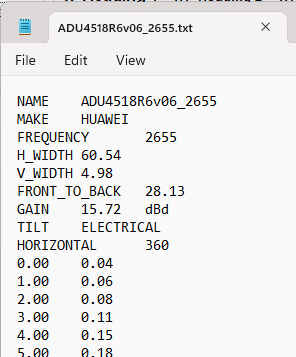 ADU4518R6v06_2655.txt
File Edit View
NAME ADU4518R6v06_2655
MAKE HUAWEI
FREQUENCY 2655
H_WIDTH 60.54
V_WIDTH 4.98
FRONT_TO_BACK 28.13
GAIN 15.72 dBd
TILT ELECTRICAL
HORIZONTAL 360
0.00 0.04
1.00 0.06
2.00 0.08
3.00 0.11
4.00 0.15
5.00 0.18